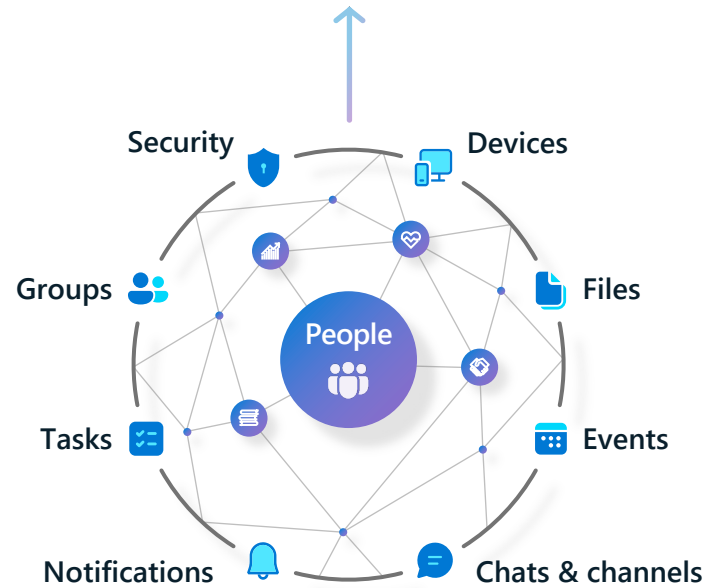 Security
Devices
Groups
People
Files
Tasks
Events
Notifications
Chats & channels